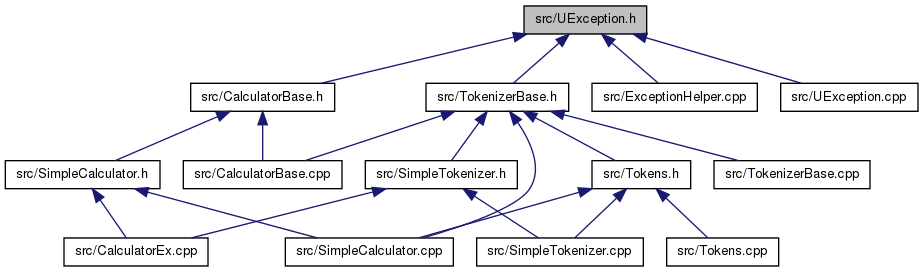 src/UException.h
src/CalculatorBase.h
src/TokenizerBase.h
src/ExceptionHelper.cpp
src/UException.cpp
src/SimpleCalculator.h
src/CalculatorBase.cpp
src/SimpleTokenizer.h
src/Tokens.h
src/TokenizerBase.cpp
src/CalculatorEx.cpp
src/SimpleCalculator.cpp
src/SimpleTokenizer.cpp
src/Tokens.cpp